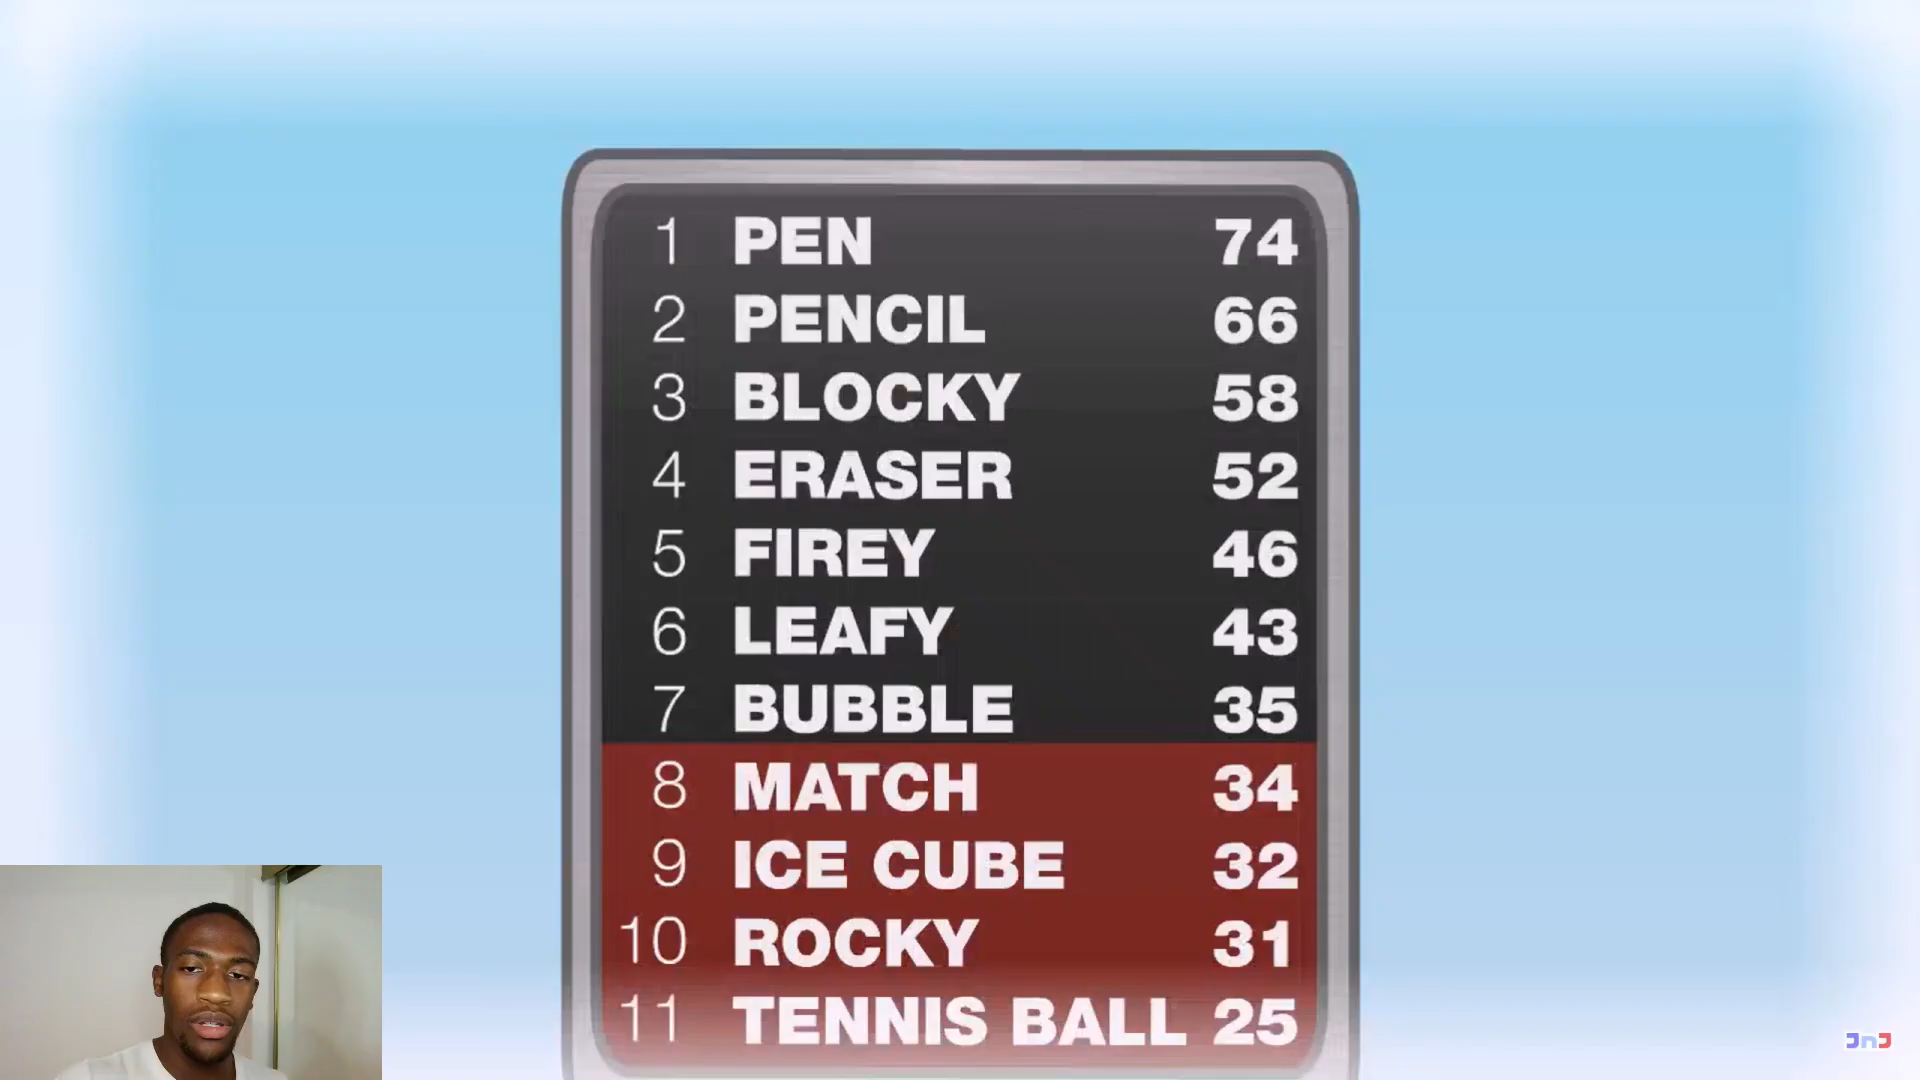 1 PEN 74
2 PENCIL 66
3 BLOCKY 58
4 ERASER 52
5 FIREY 46
6 LEAFY 43
7 BUBBLE 35
8 MATCH 34
9 ICE CUBE 32
10 ROCKY 31
11 TENNIS BALL 25
JnJ